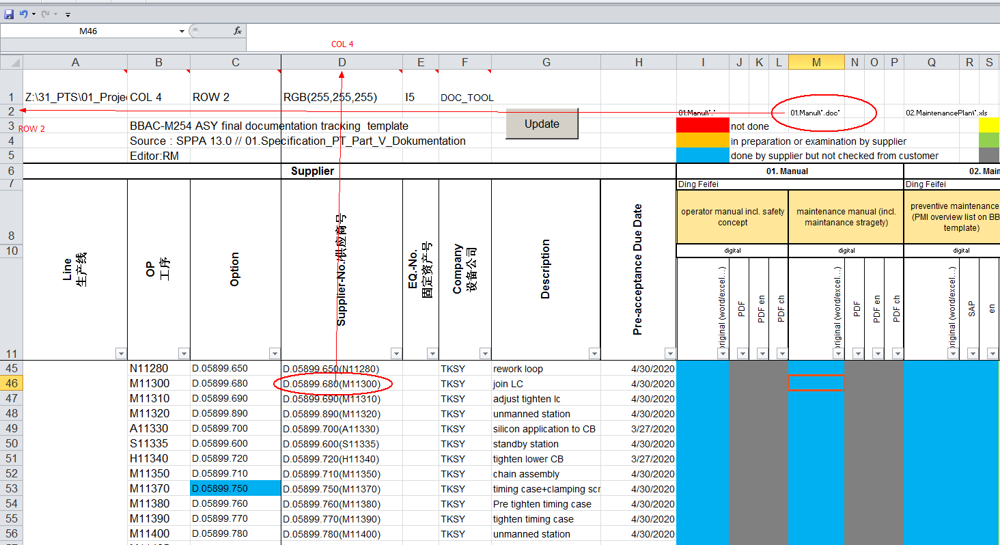 M46 fx
COL 4
A B C D E F G H I J K L M N O P Q R S
1 Z:\31_PTS\01_Proje COL 4 ROW 2 RGB(255,255,255) I5 DOC_TOOL
2 01.Manul\*.doc* 02.MaintenancePlant\*.xls
Update
ROW 2
3 BBAC-M254 ASY final documentation tracking template not done
4 Source : SPPA 13.0 // 01.Specification_PT_Part_V_Dokumentation in preparation or examination by supplier
5 Editor:RM done by supplier but not checked from customer
6 Supplier 01. Manual 02. Main
7 Ding Feifei Ding Feifei
8 operator manual incl. safety concept
maintenance manual (incl. maintanance stragety)
preventive maintenance (PMI overview list on BB template)
10 digital digital digital
11
Line
生产线
OP
工序
Option
Supplier-No./供应商号
EQ.-No.
固定资产号
Company
设备公司
Description
Pre-acceptance Due Date
original (word/excel...) PDF PDF en PDF ch original (word/excel...) PDF PDF en PDF ch original (word/excel...) SAP en
45 N11280 D.05899.650 D.05899.650(N11280) TKSY rework loop 4/30/2020
46 M11300 D.05899.680 D.05899.680(M11300) TKSY join LC 4/30/2020
47 M11310 D.05899.690 D.05899.690(M11310) TKSY adjust tighten lc 4/30/2020
48 M11320 D.05899.890 D.05899.890(M11320) TKSY unmanned station 4/30/2020
49 A11330 D.05899.700 D.05899.700(A11330) TKSY silicon application to CB 3/27/2020
50 S11335 D.05899.600 D.05899.600(S11335) TKSY standby station 4/30/2020
51 H11340 D.05899.720 D.05899.720(H11340) TKSY tighten lower CB 3/27/2020
52 M11350 D.05899.710 D.05899.710(M11350) TKSY chain assembly 4/30/2020
53 M11370 D.05899.750 D.05899.750(M11370) TKSY timing case+clamping scr 4/30/2020
54 M11380 D.05899.760 D.05899.760(M11380) TKSY Pre tighten timing case 4/30/2020
55 M11390 D.05899.770 D.05899.770(M11390) TKSY tighten timing case 4/30/2020
56 M11400 D.05899.780 D.05899.780(M11400) TKSY unmanned station 4/30/2020